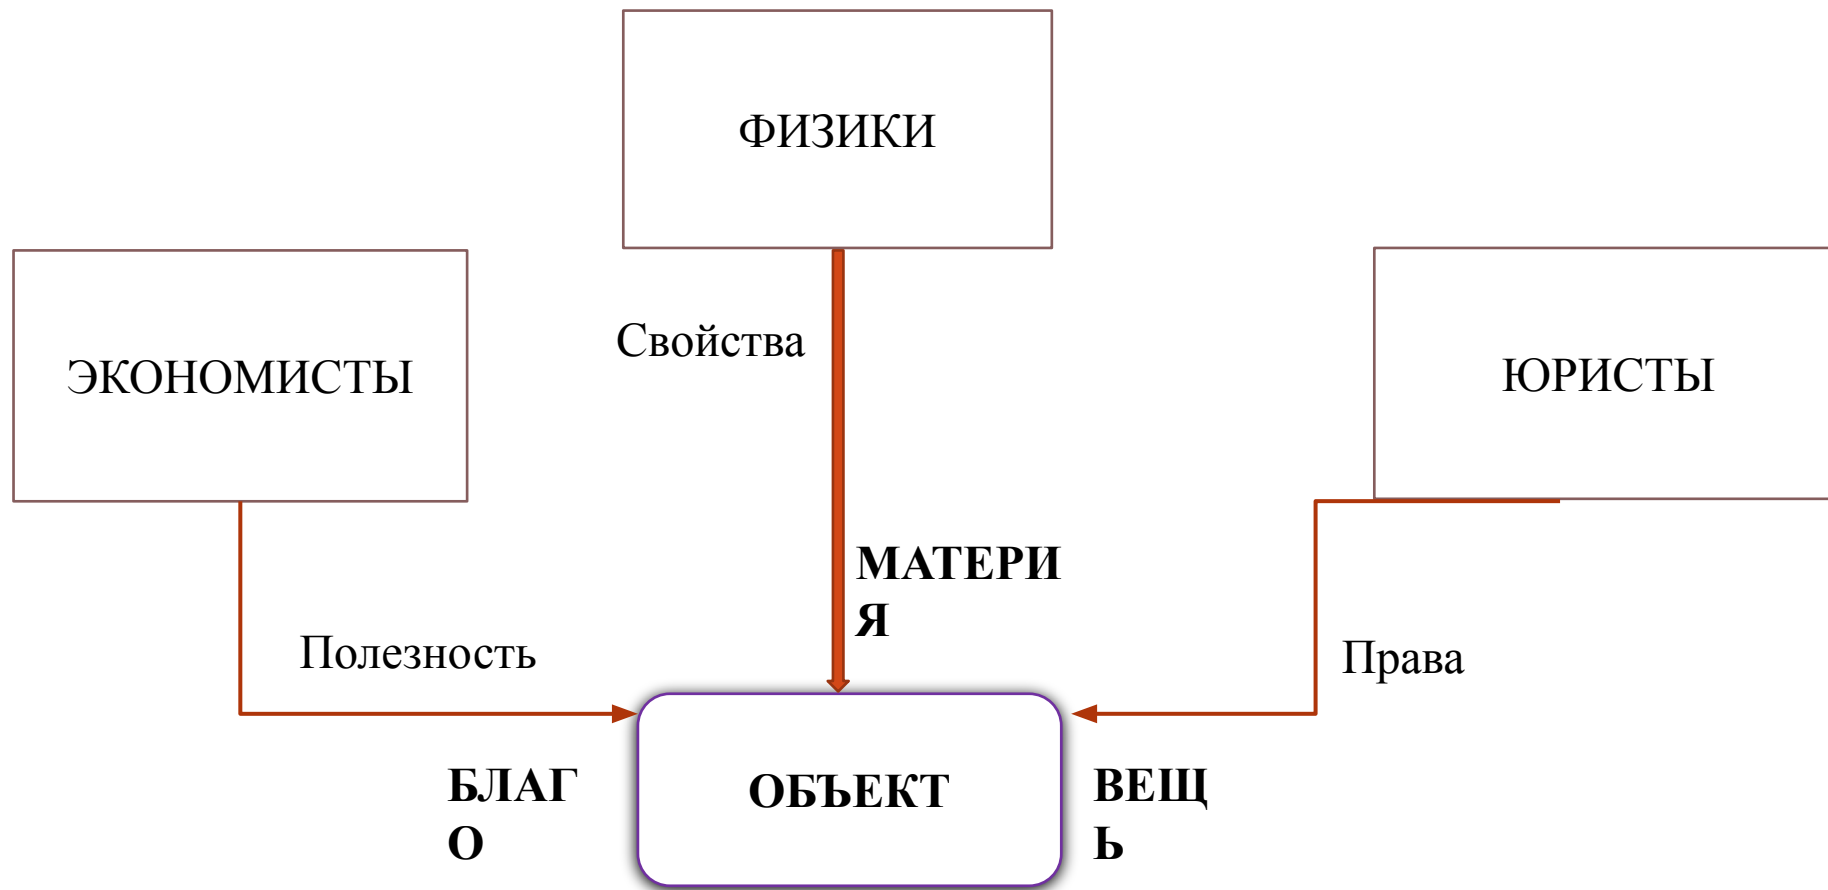 ФИЗИКИ
ЭКОНОМИСТЫ
Свойства
ЮРИСТЫ
МАТЕРИ
Я
Полезность
Права
БЛАГ
О
ОБЪЕКТ
ВЕЩ
Ь